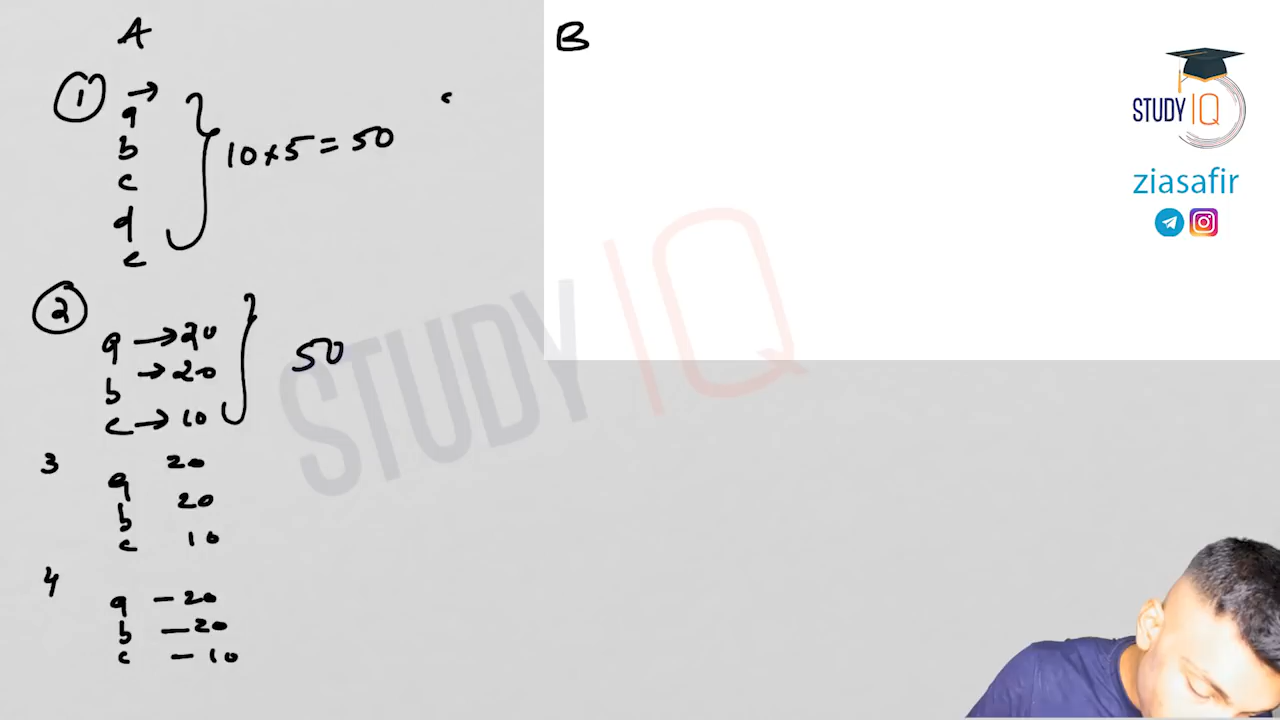 A
B
① →
a
b
c
d
e
10 × 5 = 50
②
a → 20
b → 20
c → 10
50
3
a 20
b 20
c 10
4
a - 20
b - 20
c - 10
STUDY IQ
ziasafir
STUDY IQ